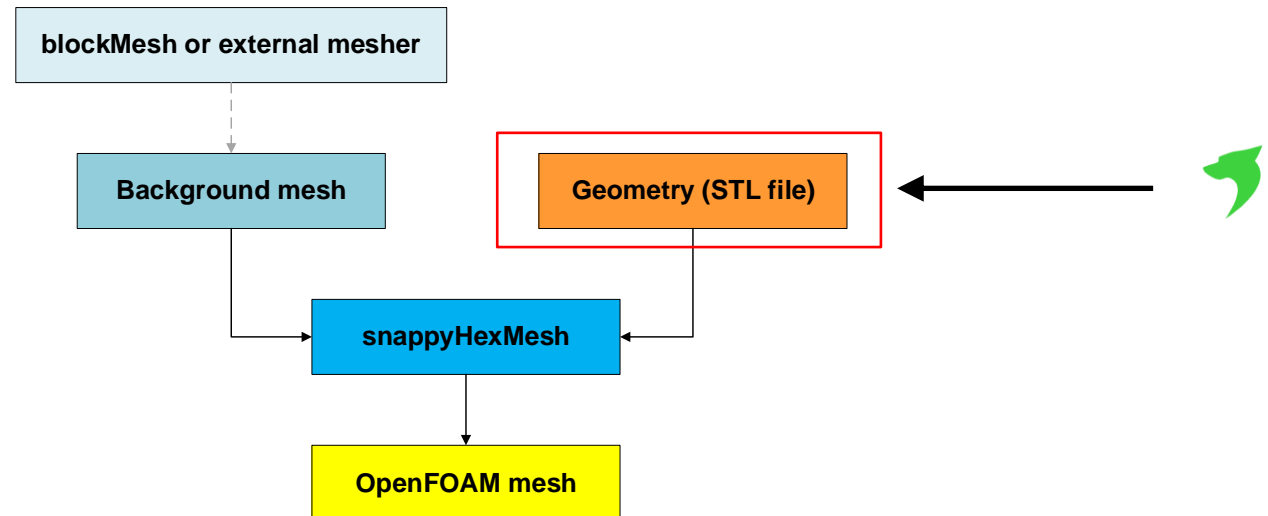 blockMesh or external mesher
Background mesh
Geometry (STL file)
snappyHexMesh
OpenFOAM mesh